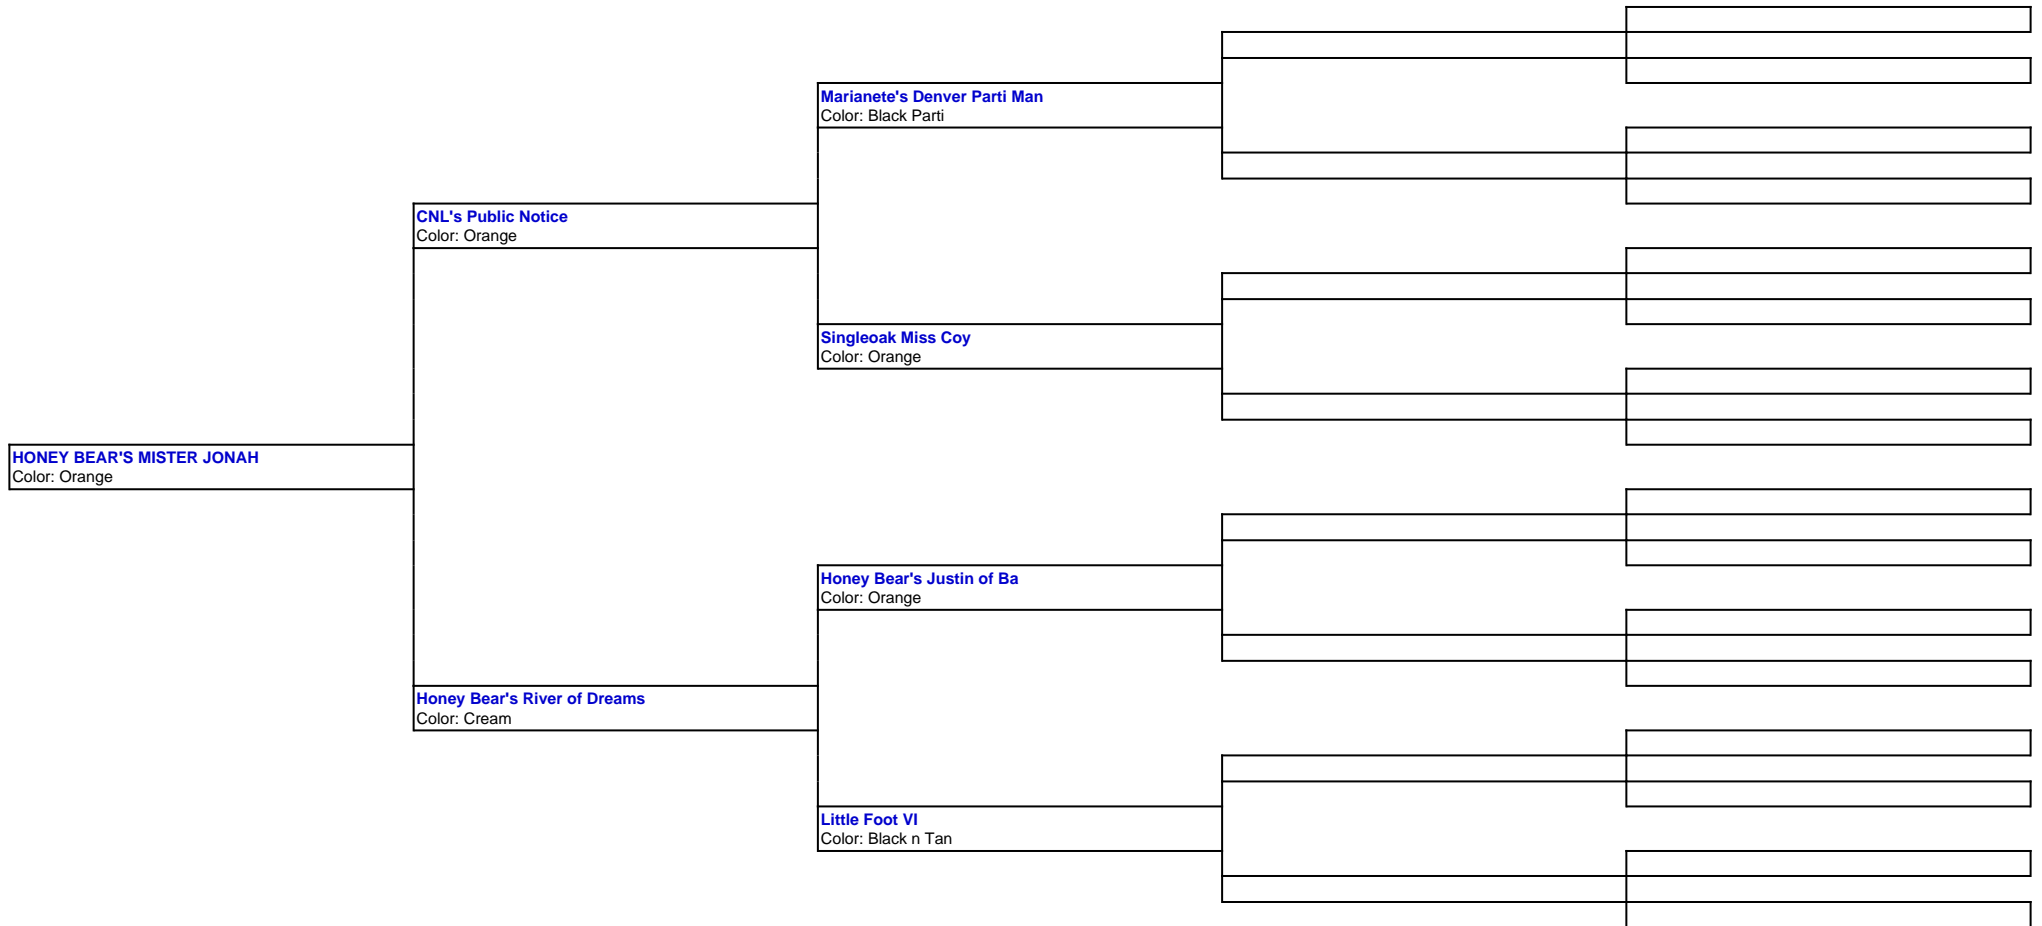 Marianete's Denver Parti Man
Color: Black Parti
CNL's Public Notice
Color: Orange
Singleoak Miss Coy
Color: Orange
HONEY BEAR'S MISTER JONAH
Color: Orange
Honey Bear's Justin of Ba
Color: Orange
Honey Bear's River of Dreams
Color: Cream
Little Foot VI
Color: Black n Tan